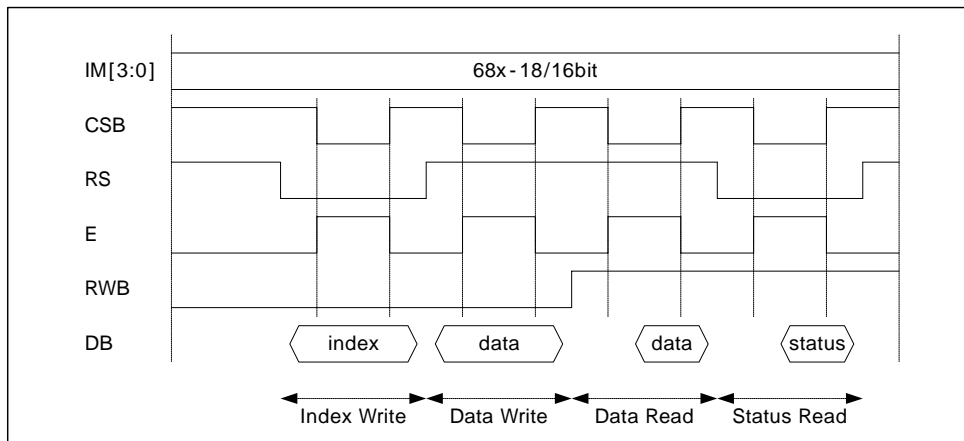 IM[3:0]
68x-18/16bit
CSB
RS
E
RWB
DB
index
data
data
status
Index Write
Data Write
Data Read
Status Read